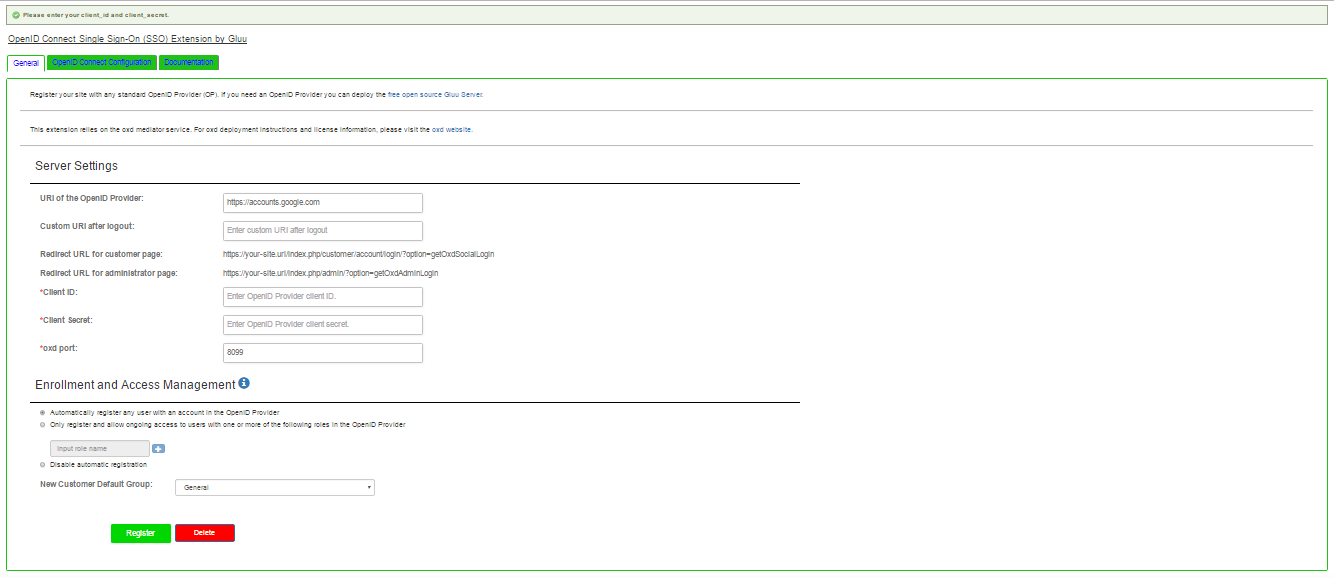 Please enter your client_id and client_secret.
OpenID Connect Single Sign-On (SSO) Extension by Gluu
General OpenID Connect Configuration Documentation
Register your site with any standard OpenID Provider (OP). If you need an OpenID Provider you can deploy the free open source Gluu Server.
This extension relies on the oxd mediator service. For oxd deployment instructions and license information, please visit the oxd website.
Server Settings
URI of the OpenID Provider: https://accounts.google.com
Custom URI after logout: Enter custom URI after logout
Redirect URL for customer page: https://your-site.url/index.php/customer/account/login/?option=getOxdSocialLogin
Redirect URL for administrator page: https://your-site.url/index.php/admin/?option=getOxdAdminLogin
*Client ID: Enter OpenID Provider client ID.
*Client Secret: Enter OpenID Provider client secret.
*oxd port: 8099
Enrollment and Access Management
Automatically register any user with an account in the OpenID Provider
Only register and allow ongoing access to users with one or more of the following roles in the OpenID Provider
Input role name
Disable automatic registration
New Customer Default Group: General
Register Delete